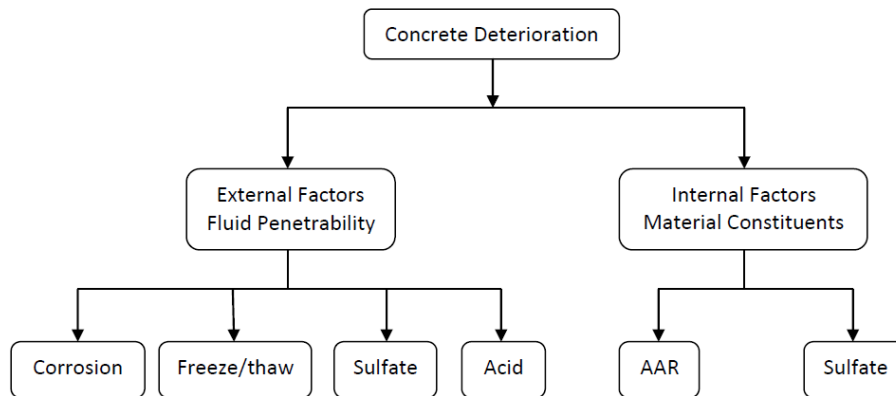 Concrete Deterioration
External Factors
Fluid Penetrability
Internal Factors
Material Constituents
Corrosion
Freeze/thaw
Sulfate
Acid
AAR
Sulfate